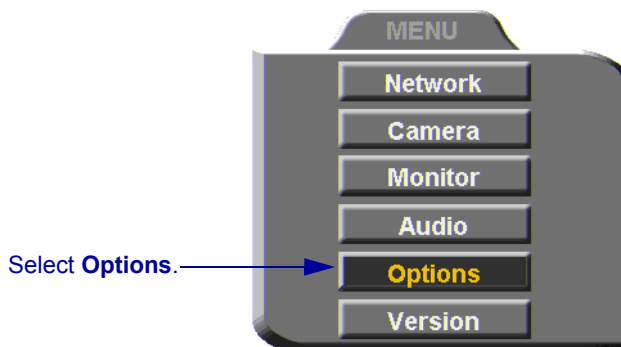 MENU
Network
Camera
Monitor
Audio
Select Options.
Options
Version